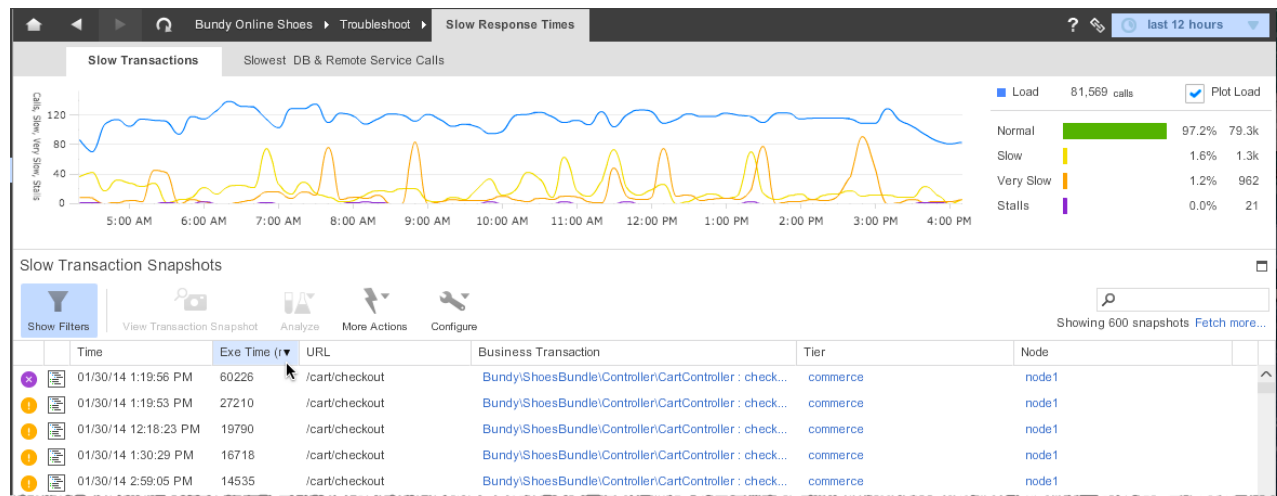 Bundy Online Shoes Troubleshoot Slow Response Times ? last 12 hours
Slow Transactions Slowest DB & Remote Service Calls
Calls, Slow, Very Slow, Stalls
120
80
40
0
5:00 AM 6:00 AM 7:00 AM 8:00 AM 9:00 AM 10:00 AM 11:00 AM 12:00 PM 1:00 PM 2:00 PM 3:00 PM 4:00 PM
Load 81,569 calls Plot Load
Normal 97.2% 79.3k
Slow 1.6% 1.3k
Very Slow 1.2% 962
Stalls 0.0% 21
Slow Transaction Snapshots
Show Filters View Transaction Snapshot Analyze More Actions Configure
Showing 600 snapshots Fetch more...
Time Exe Time (r▼ URL Business Transaction Tier Node
01/30/14 1:19:56 PM 60226 /cart/checkout Bundy\ShoesBundle\Controller\CartController : check... commerce node1
01/30/14 1:19:53 PM 27210 /cart/checkout Bundy\ShoesBundle\Controller\CartController : check... commerce node1
01/30/14 12:18:23 PM 19790 /cart/checkout Bundy\ShoesBundle\Controller\CartController : check... commerce node1
01/30/14 1:30:29 PM 16718 /cart/checkout Bundy\ShoesBundle\Controller\CartController : check... commerce node1
01/30/14 2:59:05 PM 14535 /cart/checkout Bundy\ShoesBundle\Controller\CartController : check... commerce node1